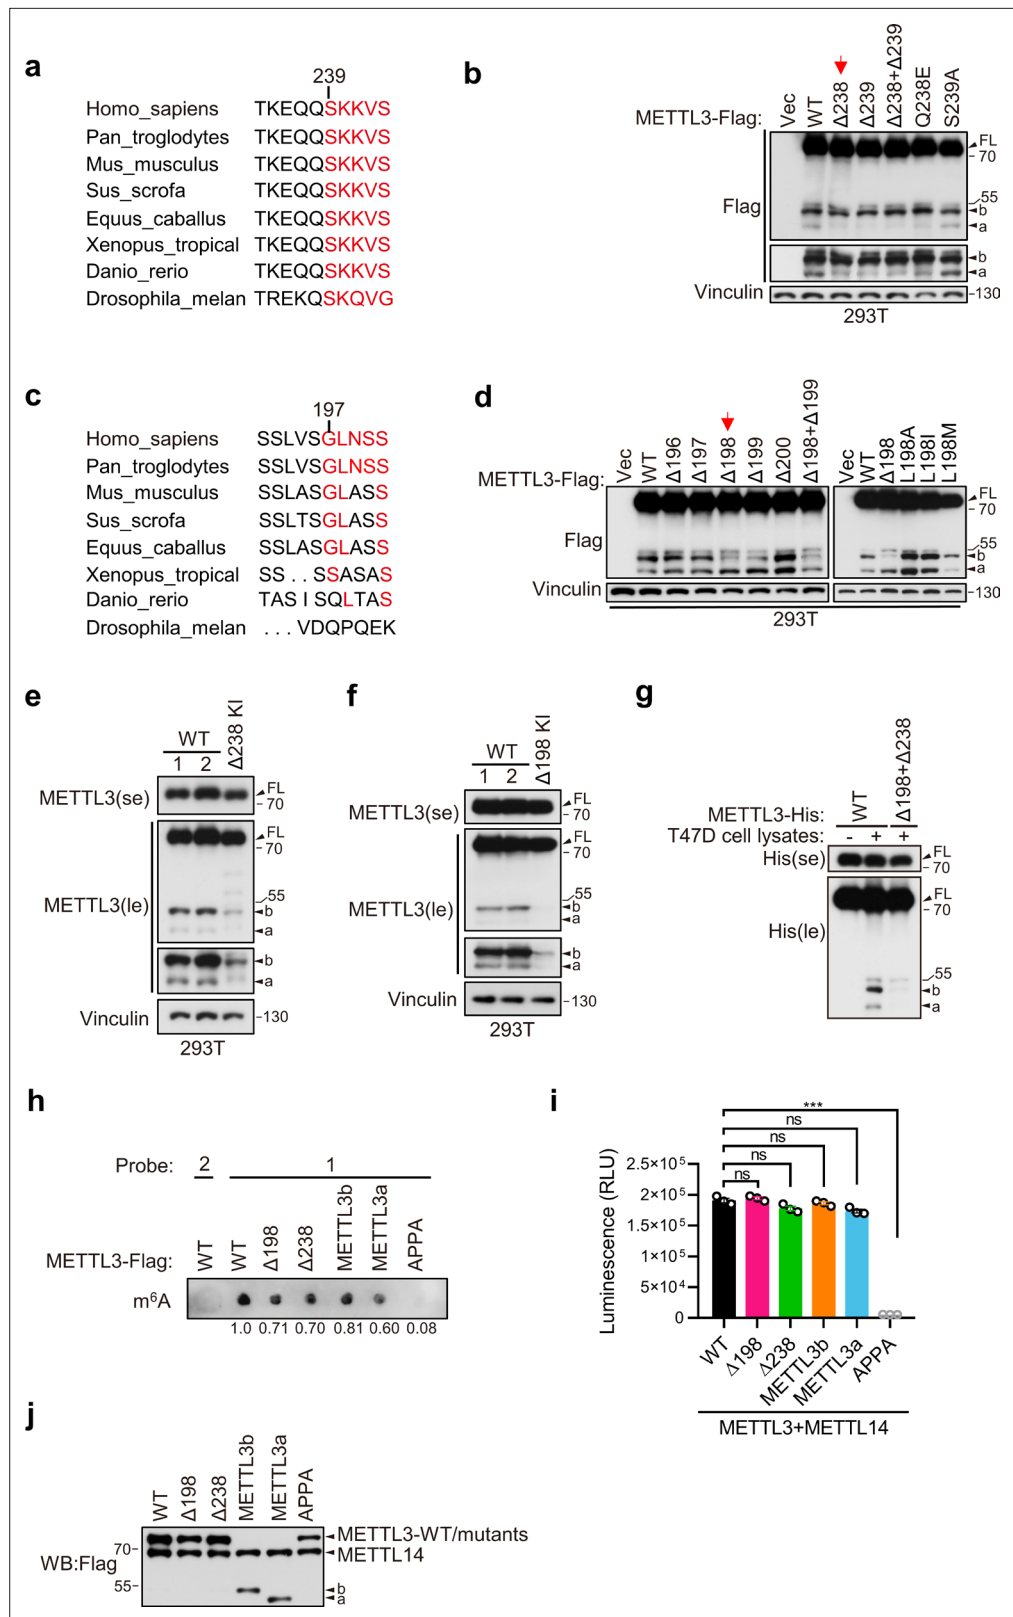 a
239
Homo_sapiens TKEQQSKKVS
Pan_troglodytes TKEQQSKKVS
Mus_musculus TKEQQSKKVS
Sus_scrofa TKEQQSKKVS
Equus_caballus TKEQQSKKVS
Xenopus_tropical TKEQQSKKVS
Danio_rerio TKEQQSKKVS
Drosophila_melan TREKQSKQVG
b
METTL3-Flag: Vec WT Δ238 Δ239 Δ238+Δ239 Q238E S239A
FL
70
Flag
55
b
a
b
a
Vinculin 130
293T
c
197
Homo_sapiens SSLVSGLNSS
Pan_troglodytes SSLVSGLNSS
Mus_musculus SSLASGLASS
Sus_scrofa SSLTSGLASS
Equus_caballus SSLASGLASS
Xenopus_tropical SS . . SSASAS
Danio_rerio TAS I SQLTAS
Drosophila_melan . . . VDQPQEK
d
METTL3-Flag: Vec WT Δ196 Δ197 Δ198 Δ199 Δ200 Δ198+Δ199 Vec WT Δ198 L198A L198I L198M
FL
70
Flag
55
b
a
Vinculin 130
293T
e
WT Δ238 KI
1 2
METTL3(se) FL
70
FL
70
METTL3(le)
55
b
a
b
a
Vinculin 130
293T
f
WT Δ198 KI
1 2
METTL3(se) FL
70
FL
70
METTL3(le)
55
b
a
b
a
Vinculin 130
293T
g
METTL3-His: WT Δ198+Δ238
T47D cell lysates: - + +
His(se) FL
70
FL
70
His(le)
55
b
a
h
Probe: 2 1
METTL3-Flag: WT WT Δ198 Δ238 METTL3b METTL3a APPA
m⁶A
1.0 0.71 0.70 0.81 0.60 0.08
i
***
ns
ns
ns
ns
Luminescence (RLU)
2.5×10⁵
2×10⁵
1.5×10⁵
1×10⁵
5×10⁴
0
WT Δ198 Δ238 METTL3b METTL3a APPA
METTL3+METTL14
j
WT Δ198 Δ238 METTL3b METTL3a APPA
METTL3-WT/mutants
70
METTL14
WB:Flag
55
b
a